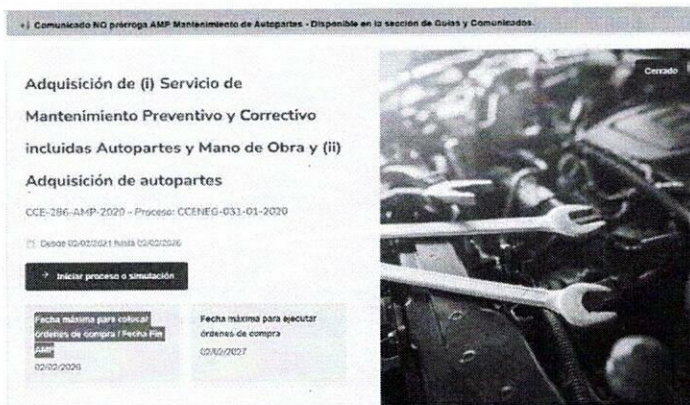 Comunicado NO prórroga AMP Mantenimiento de Autopartes - Disponible en la sección de Guías y Comunicados.
Cerrado
Adquisición de (i) Servicio de
Mantenimiento Preventivo y Correctivo
incluidas Autopartes y Mano de Obra y (ii)
Adquisición de autopartes
CCE-286-AMP-2020 - Proceso: CCENEG-031-01-2020
Desde 02/02/2021 hasta 02/02/2026
→ Iniciar proceso o simulación
Fecha máxima para colocar
órdenes de compra / Fecha Fin
AMP
02/02/2026
Fecha máxima para ejecutar
órdenes de compra
02/02/2027